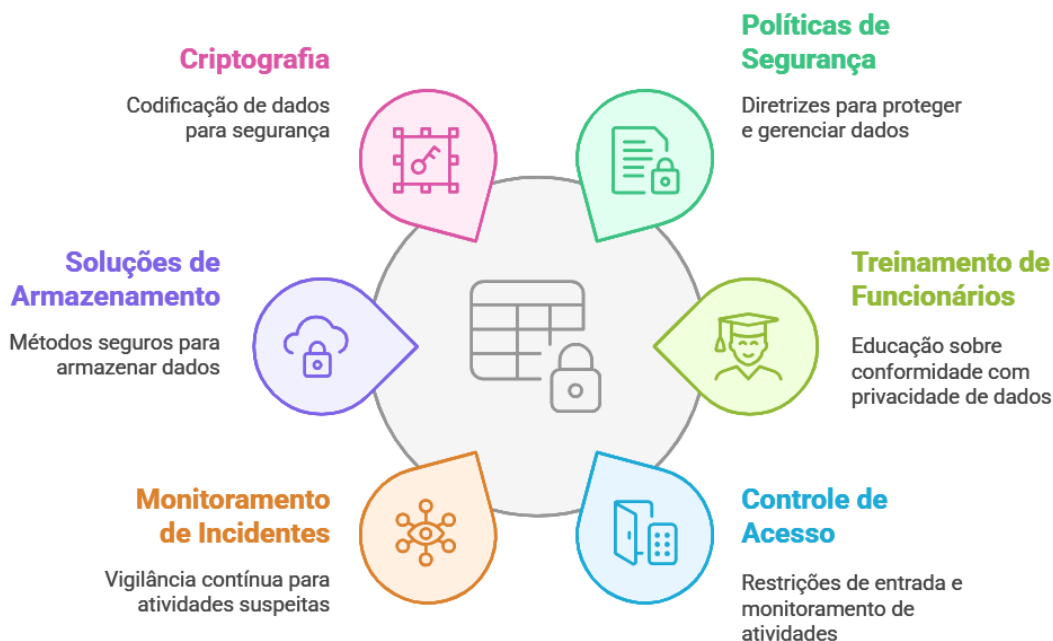 Criptografia
Codificação de dados
para segurança
Políticas de
Segurança
Diretrizes para proteger
e gerenciar dados
Soluções de
Armazenamento
Métodos seguros para
armazenar dados
Treinamento de
Funcionários
Educação sobre
conformidade com
privacidade de dados
Monitoramento
de Incidentes
Vigilância contínua para
atividades suspeitas
Controle de
Acesso
Restrições de entrada e
monitoramento de
atividades